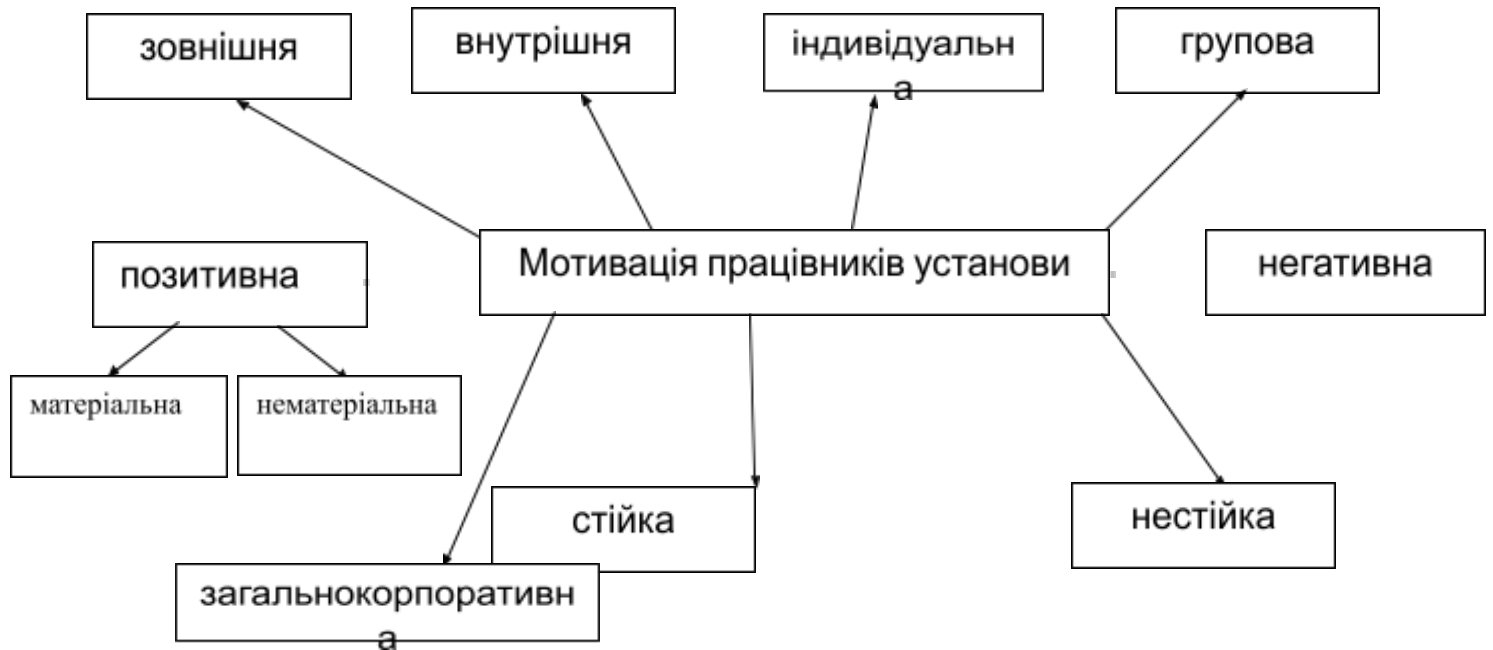 зовнішня
внутрішня
індивідуальн
а
групова
позитивна
Мотивація працівників установи
негативна
матеріальна
нематеріальна
стійка
нестійка
загальнокорпоративн
а